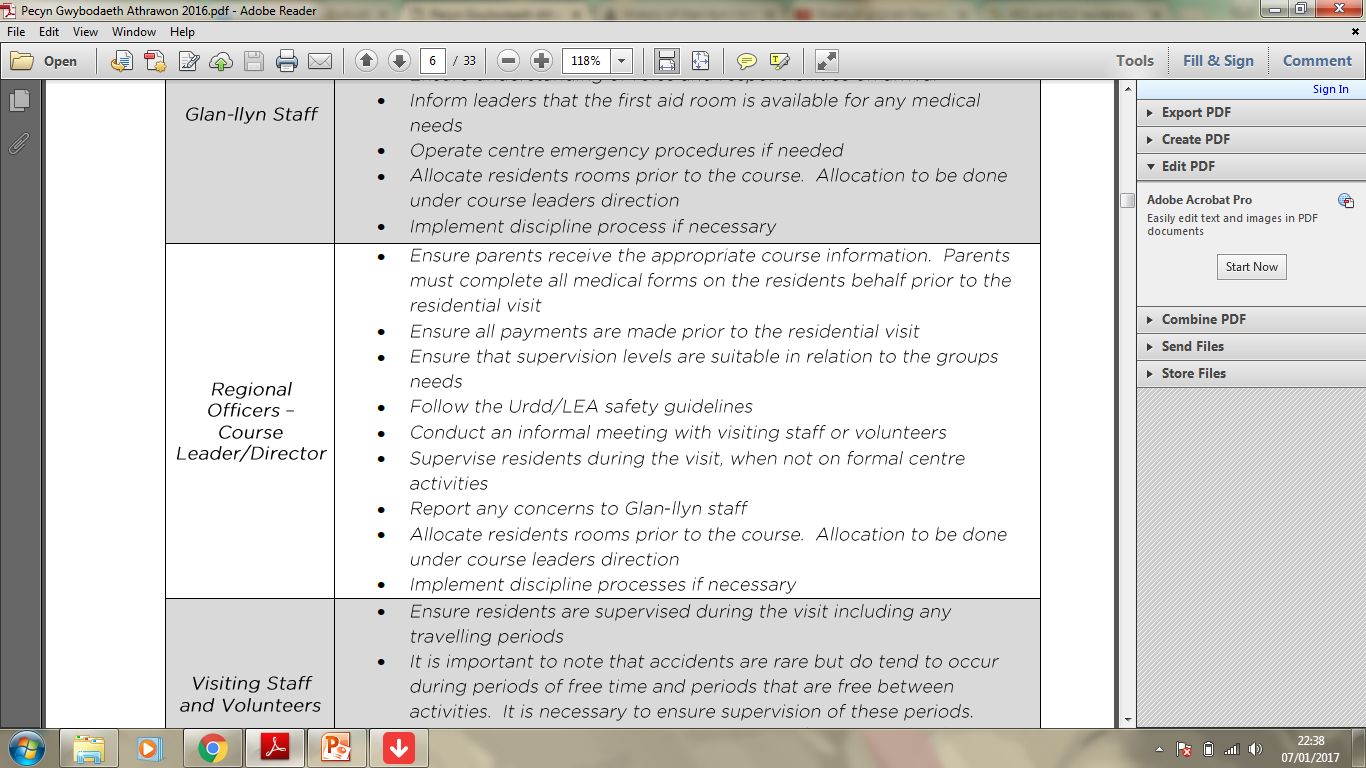 Pecyn Gwybodaeth Athrawon 2016.pdf - Adobe Reader
File Edit View Window Help
Open 6 / 33 118% Tools Fill & Sign Comment
Sign In
Export PDF
Create PDF
Edit PDF
Adobe Acrobat Pro
Easily edit text and images in PDF
documents
Start Now
Combine PDF
Send Files
Store Files
Glan-llyn Staff
• Inform leaders that the first aid room is available for any medical
needs
• Operate centre emergency procedures if needed
• Allocate residents rooms prior to the course. Allocation to be done
under course leaders direction
• Implement discipline process if necessary
Regional
Officers –
Course
Leader/Director
• Ensure parents receive the appropriate course information. Parents
must complete all medical forms on the residents behalf prior to the
residential visit
• Ensure all payments are made prior to the residential visit
• Ensure that supervision levels are suitable in relation to the groups
needs
• Follow the Urdd/LEA safety guidelines
• Conduct an informal meeting with visiting staff or volunteers
• Supervise residents during the visit, when not on formal centre
activities
• Report any concerns to Glan-llyn staff
• Allocate residents rooms prior to the course. Allocation to be done
under course leaders direction
• Implement discipline processes if necessary
Visiting Staff
and Volunteers
• Ensure residents are supervised during the visit including any
travelling periods
• It is important to note that accidents are rare but do tend to occur
during periods of free time and periods that are free between
activities. It is necessary to ensure supervision of these periods.
22:38
07/01/2017